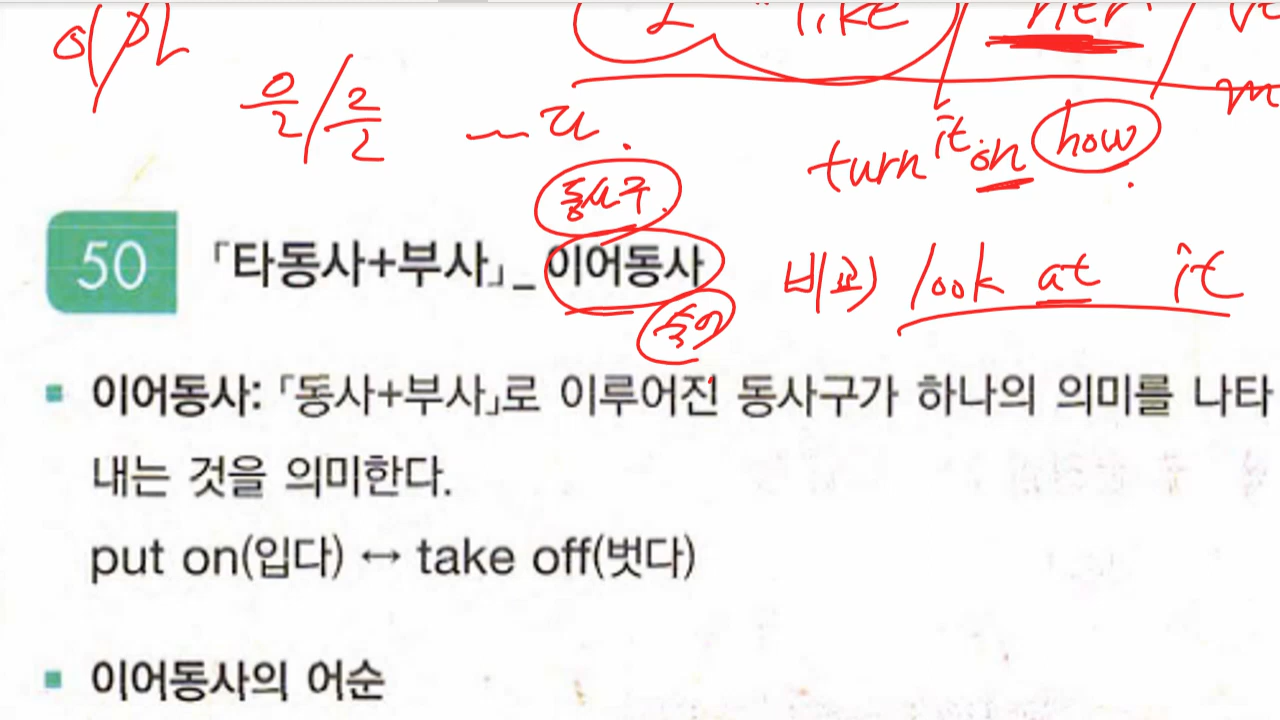 like / her /
이/가
을/를 ~다.
turn it on how
동사구
50 「타동사+부사」_ 이어동사
비교) look at it
숙어
이어동사: 「동사+부사」로 이루어진 동사구가 하나의 의미를 나타
내는 것을 의미한다.
put on(입다) ↔ take off(벗다)
이어동사의 어순